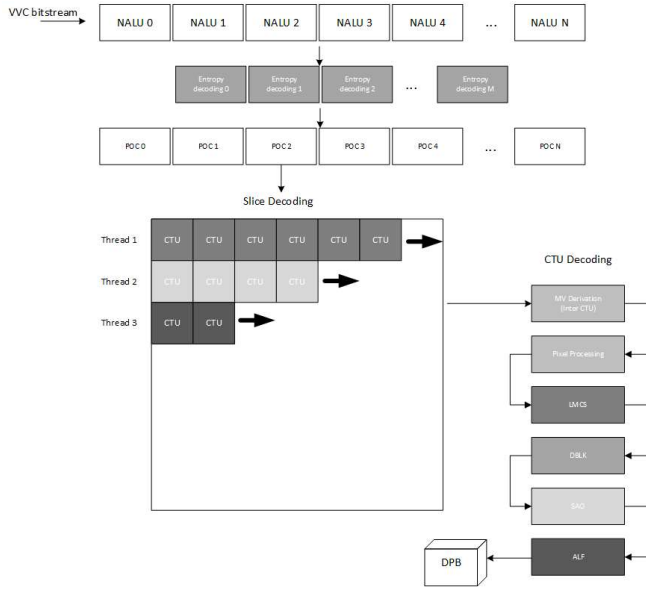 VVC bitstream
NALU 0 NALU 1 NALU 2 NALU 3 NALU 4 ... NALU N
Entropy decoding 0 Entropy decoding 1 Entropy decoding 2 ... Entropy decoding M
POC 0 POC 1 POC 2 POC 3 POC 4 ... POC N
Slice Decoding
Thread 1 CTU CTU CTU CTU CTU CTU
Thread 2 CTU CTU CTU CTU
Thread 3 CTU CTU
CTU Decoding
MV Derivation
(Inter CTU)
Pixel Processing
LMCS
DBLK
SAO
ALF
DPB